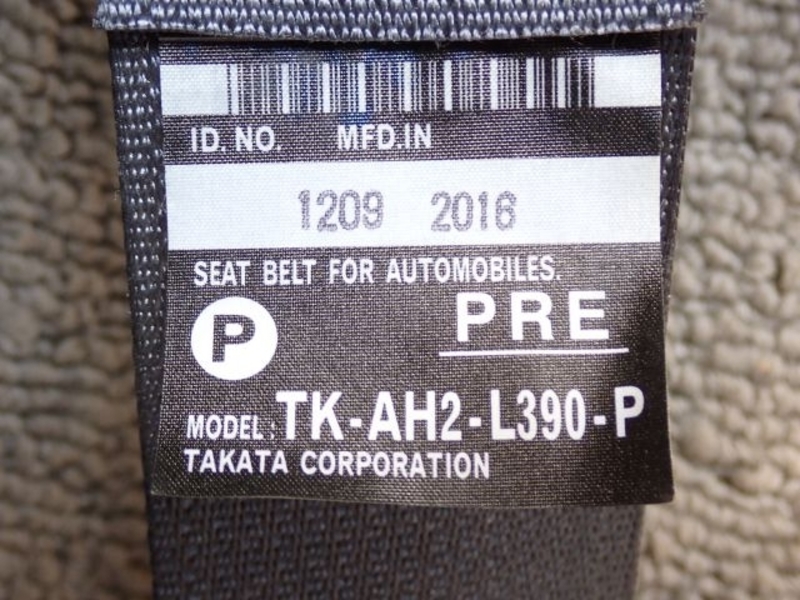 ID. NO. MFD.IN
1209 2016
SEAT BELT FOR AUTOMOBILES.
P PRE
MODEL: TK-AH2-L390-P
TAKATA CORPORATION